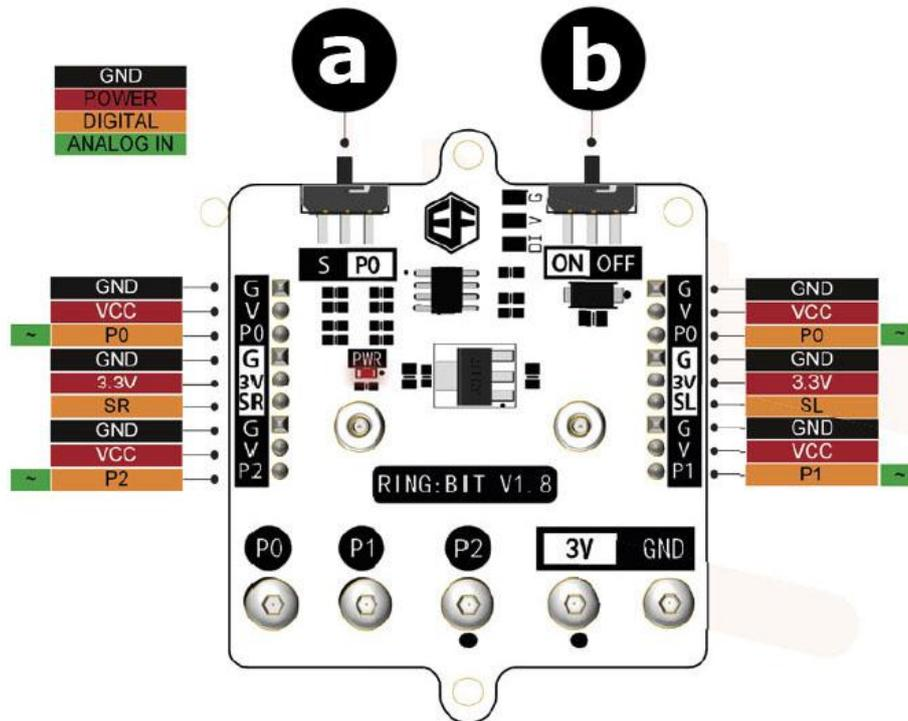 a
b
GND
POWER
DIGITAL
ANALOG IN
G
V
DI
EF
S P0
ON OFF
GND
VCC
~ P0
GND
3.3V
SR
GND
VCC
~ P2
G
V
P0
G
3V
SR
G
V
P2
PWR
G
V
P0
G
3V
SL
G
V
P1
GND
VCC
P0 ~
GND
3.3V
SL
GND
VCC
P1 ~
RING:BIT V1.8
P0 P1 P2 3V GND